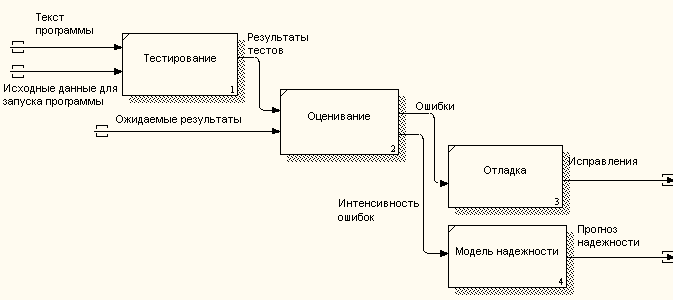 Текст
программы
Исходные данные для
запуска программы
Тестирование
1
Результаты
тестов
Ожидаемые результаты
Оценивание
2
Ошибки
Интенсивность
ошибок
Отладка
3
Исправления
Модель надежности
4
Прогноз
надежности